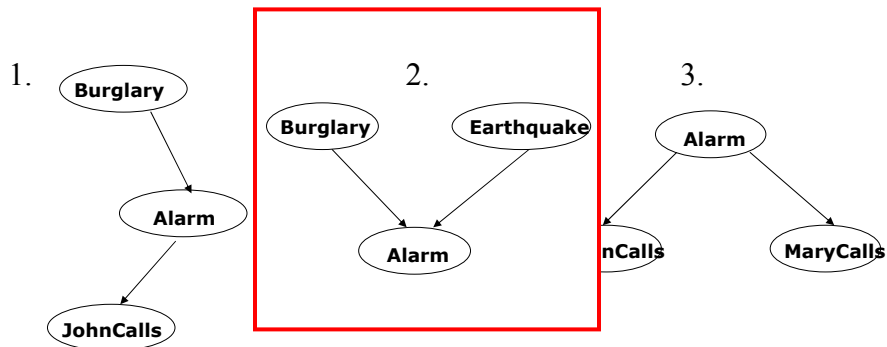 1.
Burglary
Alarm
JohnCalls
2.
Burglary
Earthquake
Alarm
3.
Alarm
nCalls
MaryCalls